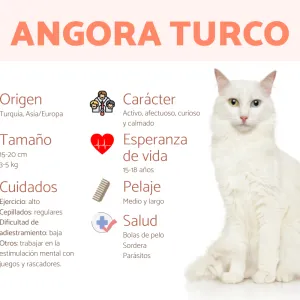 ANGORA TURCO
Origen
Turquía, Asia/Europa
Tamaño
15-20 cm
3-5 kg
Cuidados
Ejercicio: alto
Cepillados: regulares
Dificultad de
adiestramiento: baja
Otros: trabajar en la
estimulación mental con
juegos y rascadores.
Carácter
Activo, afectuoso, curioso
y calmado
Esperanza
de vida
15-18 años
Pelaje
Medio y largo
Salud
Bolas de pelo
Sordera
Parásitos